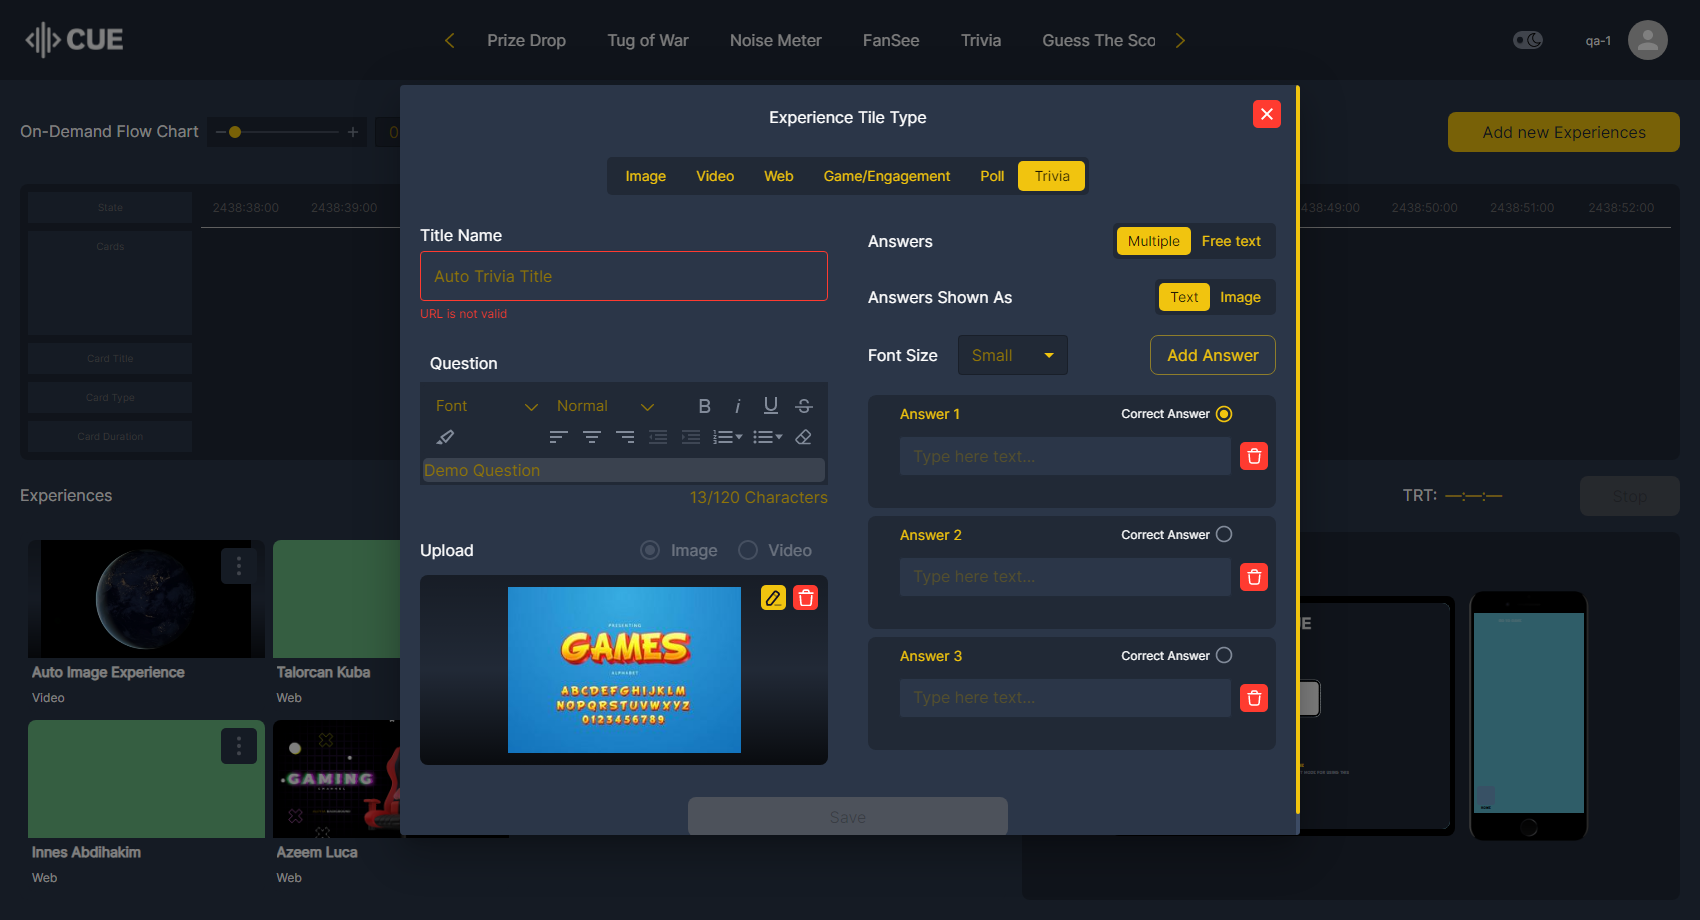 CUE
Prize Drop
Tug of War
Noise Meter
FanSee
Trivia
Guess The Sco
qa-1
On-Demand Flow Chart
0
Add new Experiences
State
2438:38:00
2438:39:00
438:49:00
2438:50:00
2438:51:00
2438:52:00
Cards
Card Title
Card Type
Card Duration
Experiences
TRT: —:—:—
Stop
Auto Image Experience
Video
Talorcan Kuba
Web
GAMING
Innes Abdihakim
Web
Azeem Luca
Web
Experience Tile Type
Image
Video
Web
Game/Engagement
Poll
Trivia
Title Name
Auto Trivia Title
URL is not valid
Question
Font
Normal
B
i
U
S
Demo Question
13/120 Characters
Upload
Image
Video
PRESENTING
GAMES
ALPHABET
ABCDEFGHIJKLM
NOPQRSTUVWXYZ
0123456789
Answers
Multiple
Free text
Answers Shown As
Text
Image
Font Size
Small
Add Answer
Answer 1
Correct Answer
Type here text...
Answer 2
Correct Answer
Type here text...
Answer 3
Correct Answer
Type here text...
Save
UE